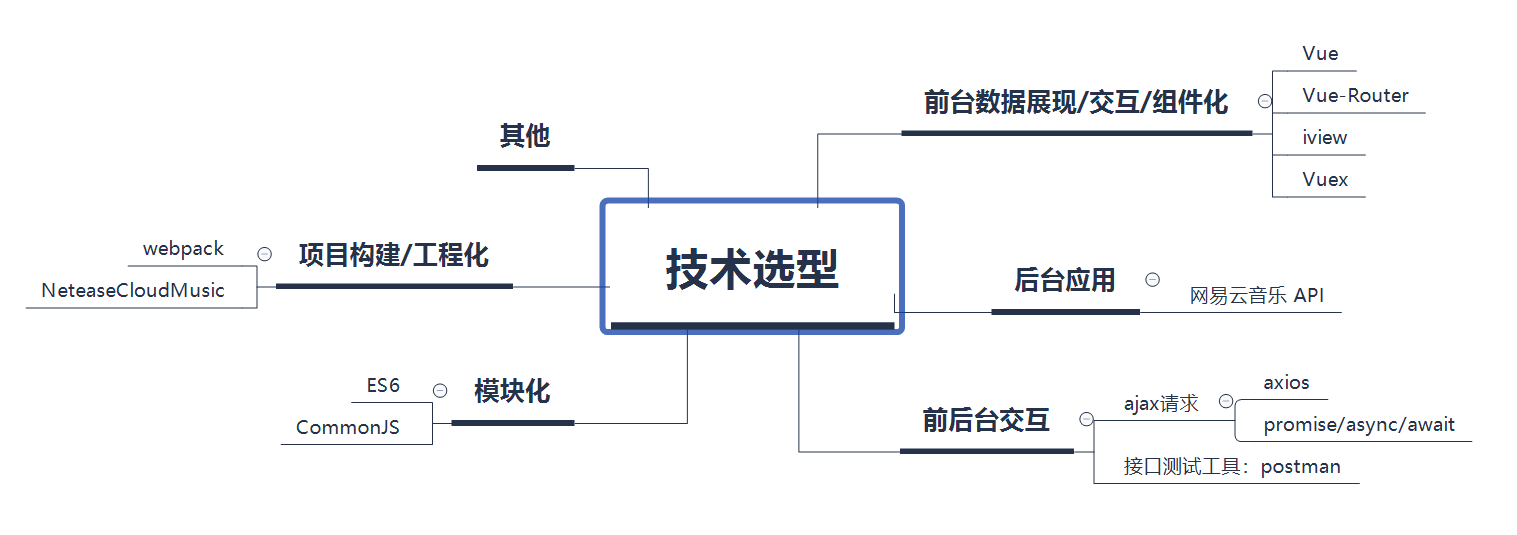 技术选型
前台数据展现/交互/组件化
Vue
Vue-Router
iview
Vuex
后台应用
网易云音乐 API
前后台交互
ajax请求
axios
promise/async/await
接口测试工具：postman
其他
项目构建/工程化
webpack
NeteaseCloudMusic
模块化
ES6
CommonJS